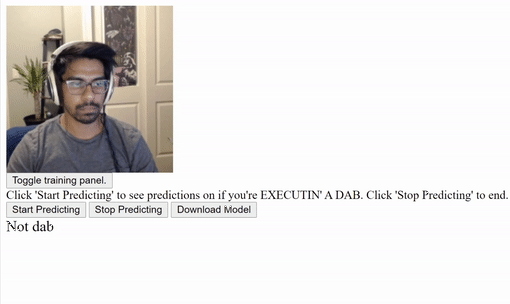 Toggle training panel.
Click 'Start Predicting' to see predictions on if you're EXECUTIN' A DAB. Click 'Stop Predicting' to end.
Start Predicting Stop Predicting Download Model
Not dab